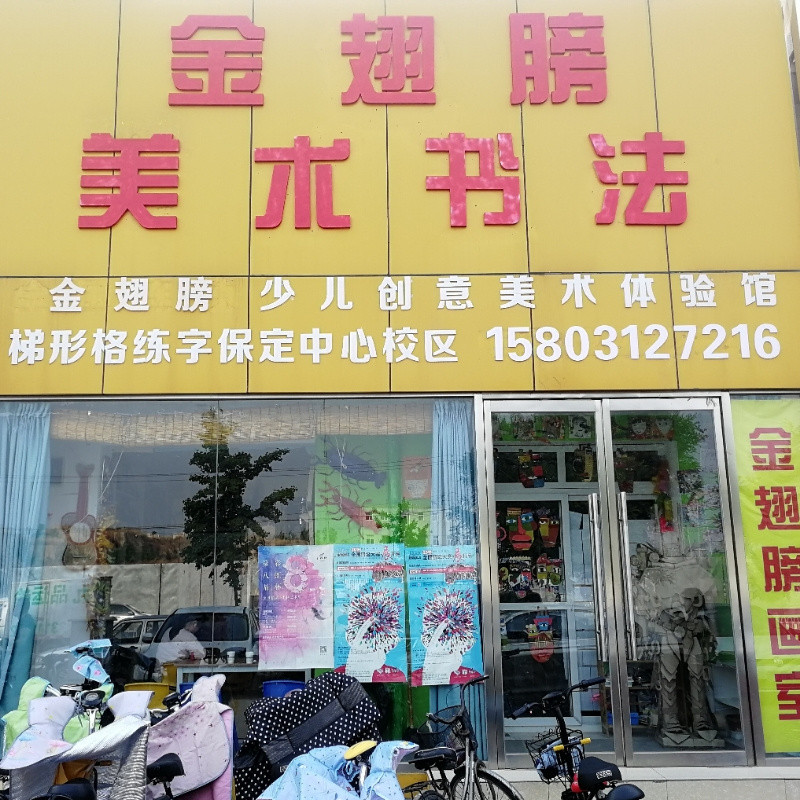 金翅膀
美术书法
金翅膀 少儿创意美术体验馆
梯形格练字保定中心校区 15803127216
金翅膀画室